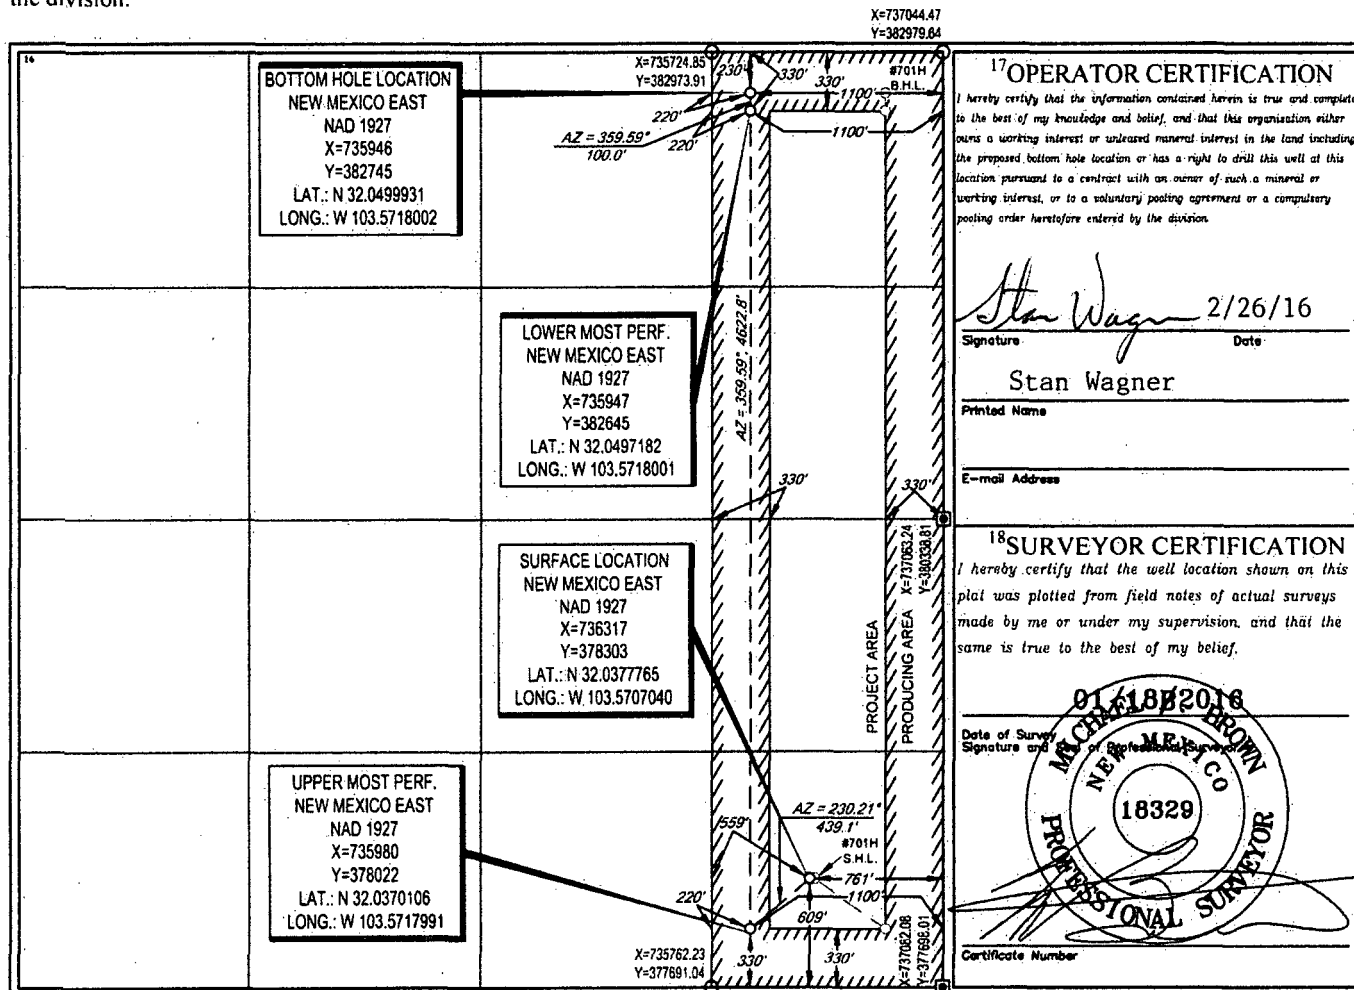 the division.
X=737044.47
Y=382979.64
16
X=735724.85
Y=382973.91
230'
330'
330'
#701H
B.H.L.
1100'
220'
AZ = 359.59°
100.0'
220'
1100'
BOTTOM HOLE LOCATION
NEW MEXICO EAST
NAD 1927
X=735946
Y=382745
LAT.: N 32.0499931
LONG.: W 103.5718002
AZ = 359.59° 4622.8'
LOWER MOST PERF.
NEW MEXICO EAST
NAD 1927
X=735947
Y=382645
LAT.: N 32.0497182
LONG.: W 103.5718001
330'
330'
X=737063.24
Y=380338.81
SURFACE LOCATION
NEW MEXICO EAST
NAD 1927
X=736317
Y=378303
LAT.: N 32.0377765
LONG.: W 103.5707040
PROJECT AREA
PRODUCING AREA
UPPER MOST PERF.
NEW MEXICO EAST
NAD 1927
X=735980
Y=378022
LAT.: N 32.0370106
LONG.: W 103.5717991
AZ = 230.21°
439.1'
559'
#701H
S.H.L.
761'
220'
1100'
609'
X=735762.23
Y=377691.04
330'
330'
X=737082.08
Y=377698.01
17 OPERATOR CERTIFICATION
I hereby certify that the information contained herein is true and complete
to the best of my knowledge and belief, and that this organization either
owns a working interest or unleased mineral interest in the land including
the proposed bottom hole location or has a right to drill this well at this
location pursuant to a contract with an owner of such a mineral or
working interest, or to a voluntary pooling agreement or a compulsory
pooling order heretofore entered by the division.
Stan Wagner 2/26/16
Signature Date
Stan Wagner
Printed Name
E-mail Address
18 SURVEYOR CERTIFICATION
I hereby certify that the well location shown on this
plat was plotted from field notes of actual surveys
made by me or under my supervision, and that the
same is true to the best of my belief.
01/18/2016
Date of Survey
Signature and Seal of Professional Surveyor
MICHAEL B. BROWN
NEW MEXICO
18329
PROFESSIONAL SURVEYOR
Certificate Number